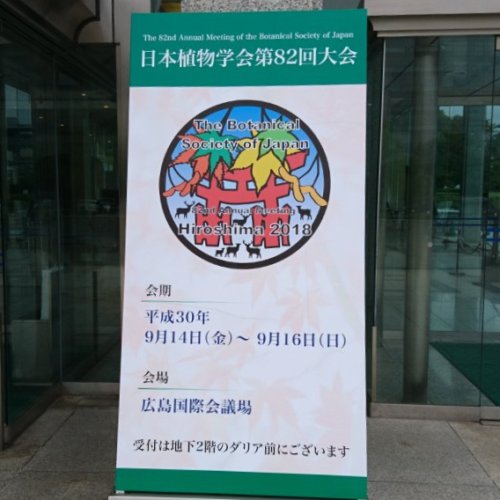 The 82nd Annual Meeting of the Botanical Society of Japan
日本植物学会第82回大会
The Botanical
Society of Japan
82nd Annual Meeting
Hiroshima 2018
会期
平成30年
9月14日(金)～ 9月16日(日)
会場
広島国際会議場
受付は地下2階のダリア前にございます